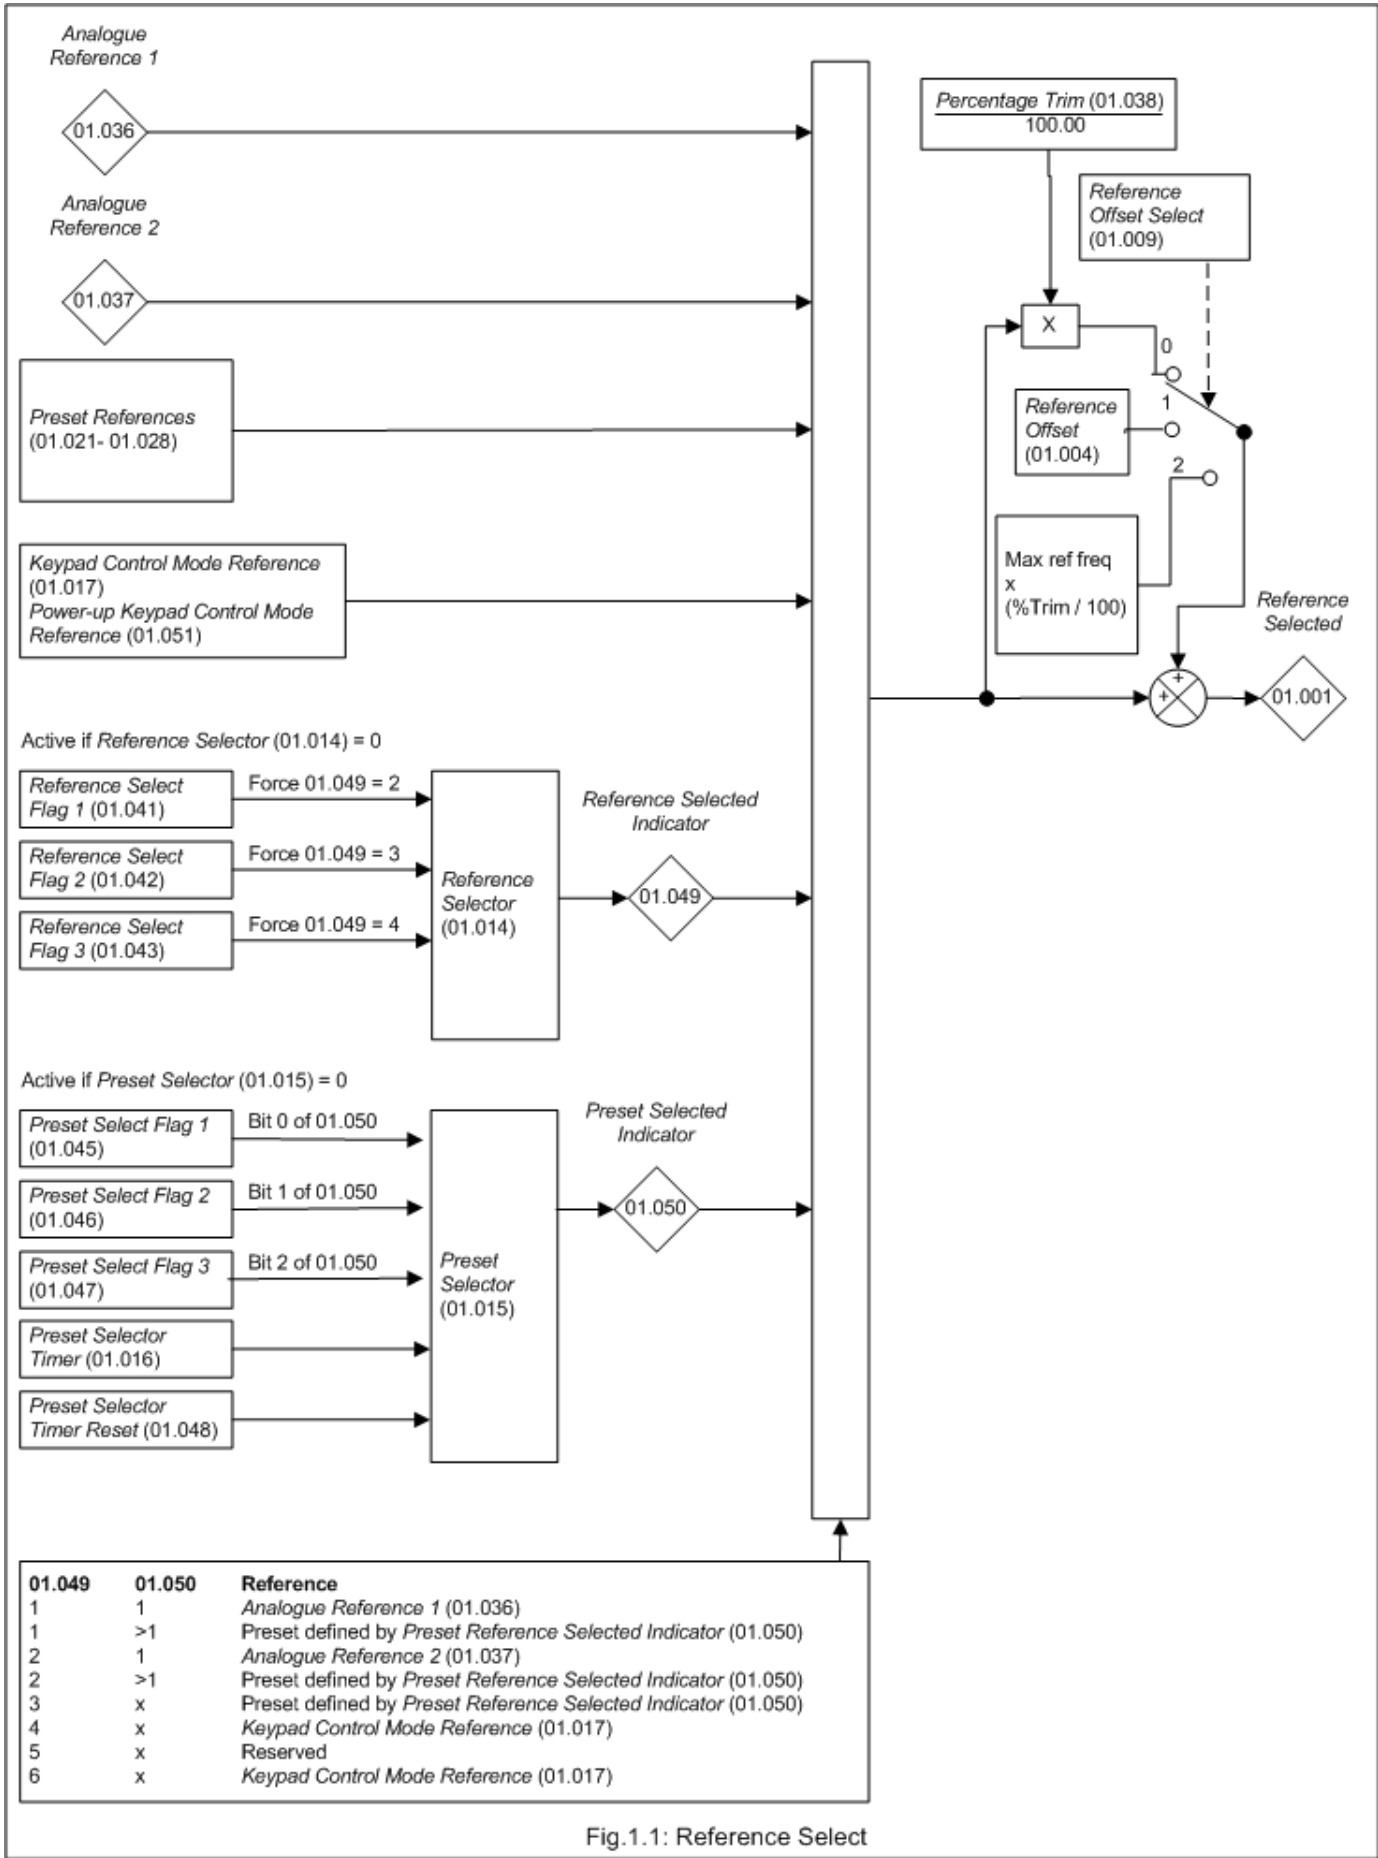 Analogue
Reference 1
01.036
Analogue
Reference 2
01.037
Preset References
(01.021- 01.028)
Keypad Control Mode Reference
(01.017)
Power-up Keypad Control Mode
Reference (01.051)
Percentage Trim (01.038)
100.00
Reference
Offset Select
(01.009)
X
0
1
2
Reference
Offset
(01.004)
Max ref freq
x
(%Trim / 100)
Reference
Selected
+
+
01.001
Active if Reference Selector (01.014) = 0
Reference Select
Flag 1 (01.041)
Force 01.049 = 2
Reference Select
Flag 2 (01.042)
Force 01.049 = 3
Reference Select
Flag 3 (01.043)
Force 01.049 = 4
Reference
Selector
(01.014)
Reference Selected
Indicator
01.049
Active if Preset Selector (01.015) = 0
Preset Select Flag 1
(01.045)
Bit 0 of 01.050
Preset Select Flag 2
(01.046)
Bit 1 of 01.050
Preset Select Flag 3
(01.047)
Bit 2 of 01.050
Preset Selector
Timer (01.016)
Preset Selector
Timer Reset (01.048)
Preset
Selector
(01.015)
Preset Selected
Indicator
01.050
01.049 01.050 Reference
1 1 Analogue Reference 1 (01.036)
1 >1 Preset defined by Preset Reference Selected Indicator (01.050)
2 1 Analogue Reference 2 (01.037)
2 >1 Preset defined by Preset Reference Selected Indicator (01.050)
3 x Preset defined by Preset Reference Selected Indicator (01.050)
4 x Keypad Control Mode Reference (01.017)
5 x Reserved
6 x Keypad Control Mode Reference (01.017)
Fig.1.1: Reference Select